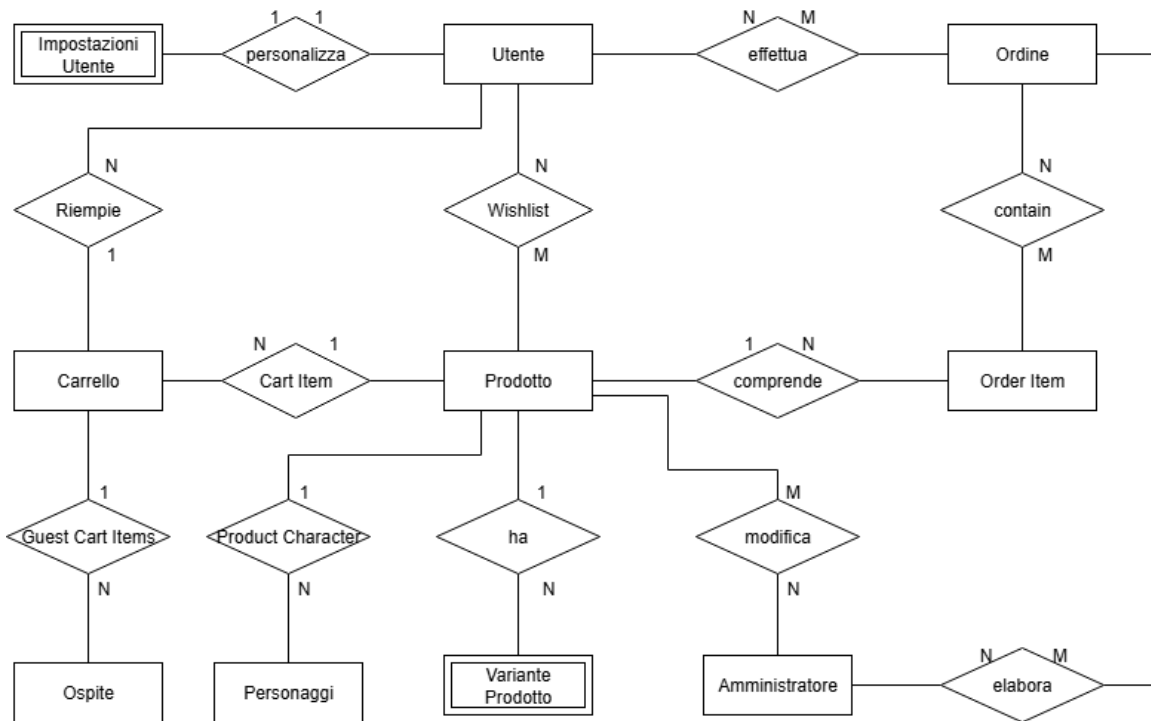 1 1
N M
Impostazioni
Utente
personalizza
Utente
effettua
Ordine
N
N
N
Riempie
Wishlist
contain
1
M
M
N 1
1 N
Carrello
Cart Item
Prodotto
comprende
Order Item
1
1
1
M
Guest Cart Items
Product Character
ha
modifica
N
N
N
N
N M
Ospite
Personaggi
Variante
Prodotto
Amministratore
elabora